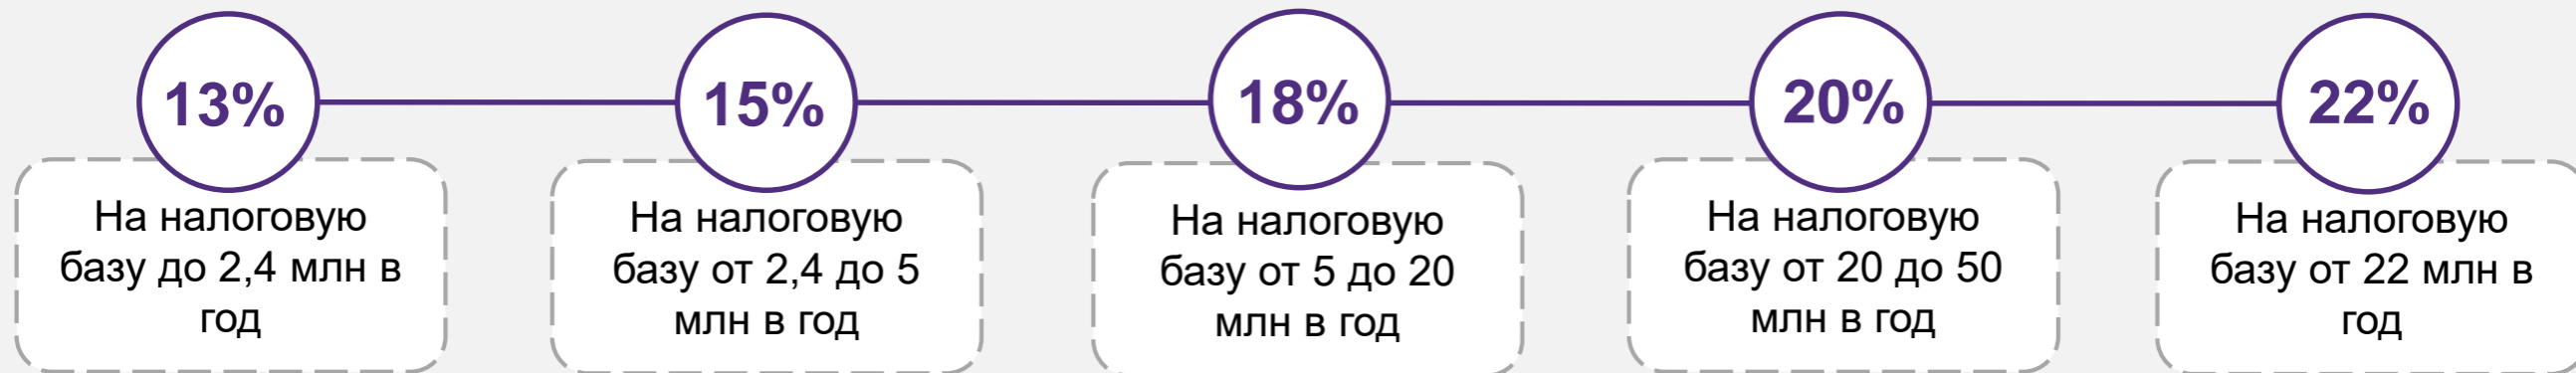 13%
На налоговую
базу до 2,4 млн в
год
15%
На налоговую
базу от 2,4 до 5
млн в год
18%
На налоговую
базу от 5 до 20
млн в год
20%
На налоговую
базу от 20 до 50
млн в год
22%
На налоговую
базу от 22 млн в
год